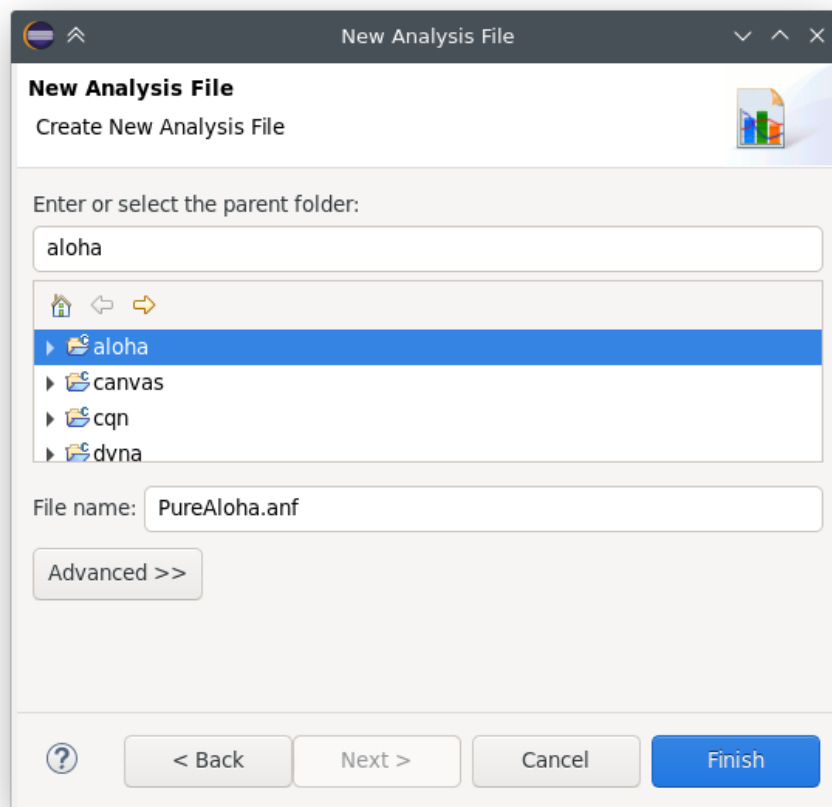 New Analysis File
New Analysis File
Create New Analysis File
Enter or select the parent folder:
aloha
aloha
canvas
cqn
dyna
File name: PureAloha.anf
Advanced >>
< Back Next > Cancel Finish